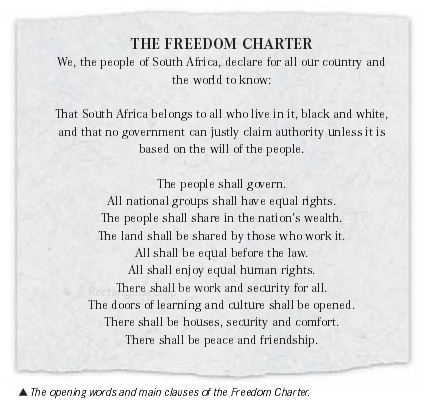 THE FREEDOM CHARTER
We, the people of South Africa, declare for all our country and
the world to know:
That South Africa belongs to all who live in it, black and white,
and that no government can justly claim authority unless it is
based on the will of the people.
The people shall govern.
All national groups shall have equal rights.
The people shall share in the nation's wealth.
The land shall be shared by those who work it.
All shall be equal before the law.
All shall enjoy equal human rights.
There shall be work and security for all.
The doors of learning and culture shall be opened.
There shall be houses, security and comfort.
There shall be peace and friendship.
▲ The opening words and main clauses of the Freedom Charter.